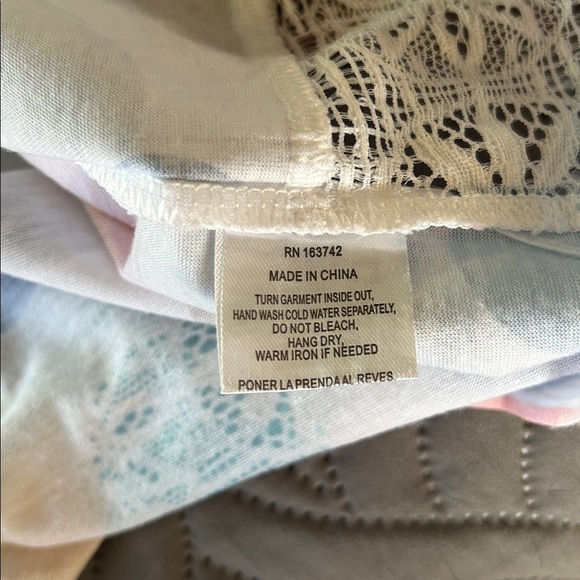 RN 163742
MADE IN CHINA
TURN GARMENT INSIDE OUT,
HAND WASH COLD WATER SEPARATELY,
DO NOT BLEACH,
HANG DRY,
WARM IRON IF NEEDED
PONER LA PRENDA AL REVES